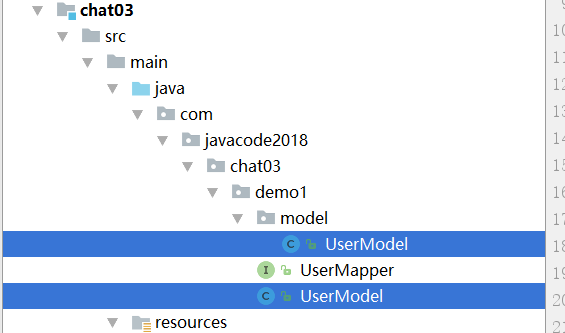 chat03
src
main
java
com
javacode2018
chat03
demo1
model
C UserModel
I UserMapper
C UserModel
resources